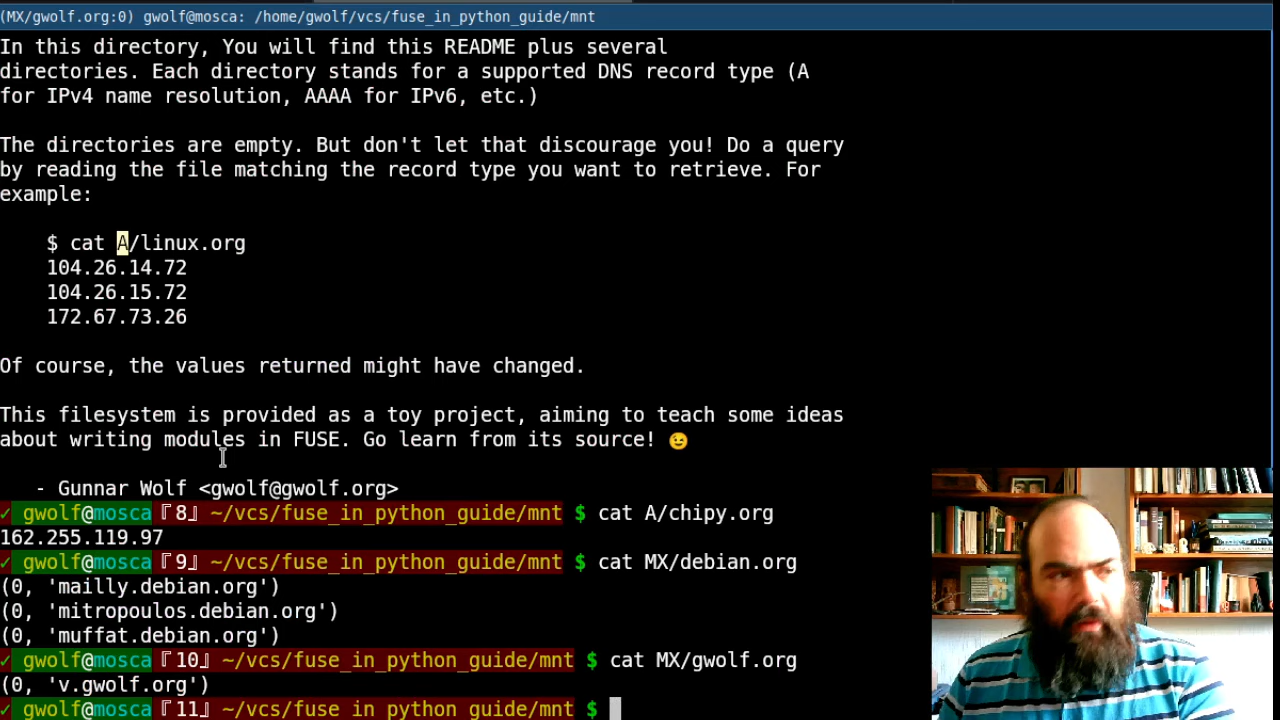 (MX/gwolf.org:0) gwolf@mosca: /home/gwolf/vcs/fuse_in_python_guide/mnt
In this directory, You will find this README plus several
directories. Each directory stands for a supported DNS record type (A
for IPv4 name resolution, AAAA for IPv6, etc.)
The directories are empty. But don't let that discourage you! Do a query
by reading the file matching the record type you want to retrieve. For
example:
$ cat A/linux.org
104.26.14.72
104.26.15.72
172.67.73.26
Of course, the values returned might have changed.
This filesystem is provided as a toy project, aiming to teach some ideas
about writing modules in FUSE. Go learn from its source! 😉
- Gunnar Wolf <gwolf@gwolf.org>
✓ gwolf@mosca『8』~/vcs/fuse_in_python_guide/mnt $ cat A/chipy.org
162.255.119.97
✓ gwolf@mosca『9』~/vcs/fuse_in_python_guide/mnt $ cat MX/debian.org
(0, 'mailly.debian.org')
(0, 'mitropoulos.debian.org')
(0, 'muffat.debian.org')
✓ gwolf@mosca『10』~/vcs/fuse_in_python_guide/mnt $ cat MX/gwolf.org
(0, 'v.gwolf.org')
✓ gwolf@mosca『11』~/vcs/fuse_in_python_guide/mnt $